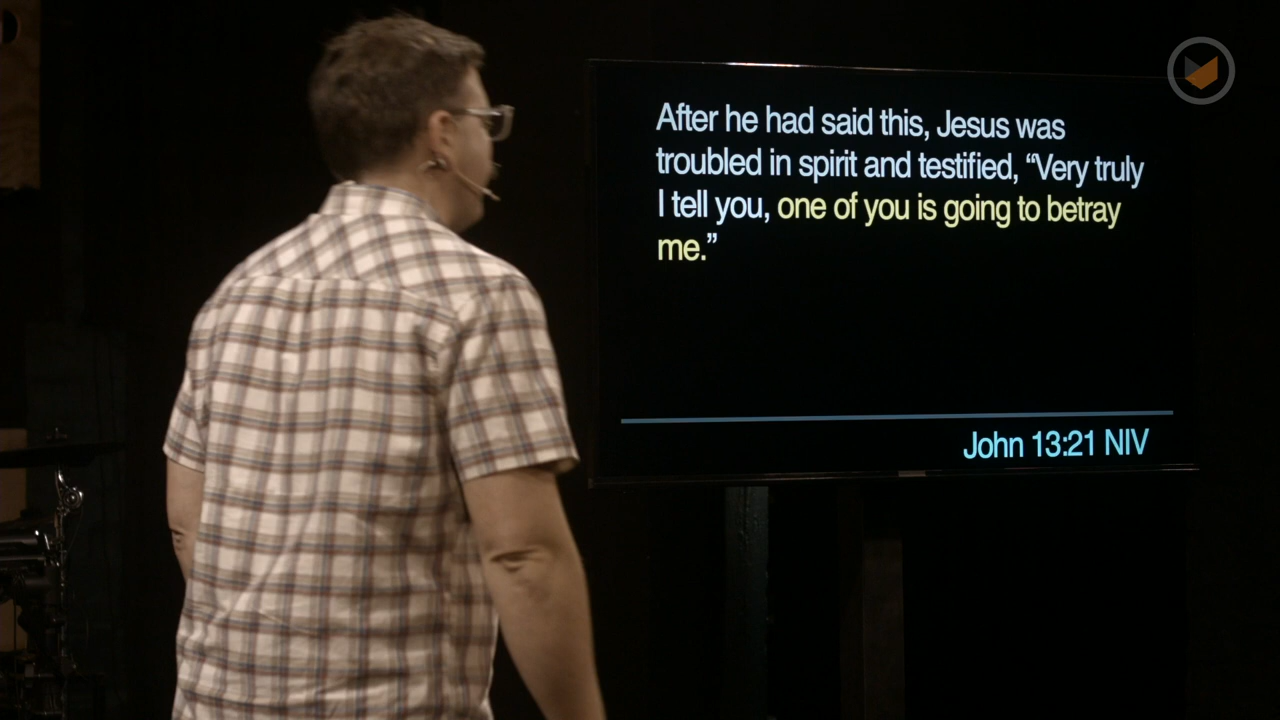 After he had said this, Jesus was
troubled in spirit and testified, “Very truly
I tell you, one of you is going to betray
me.”
John 13:21 NIV